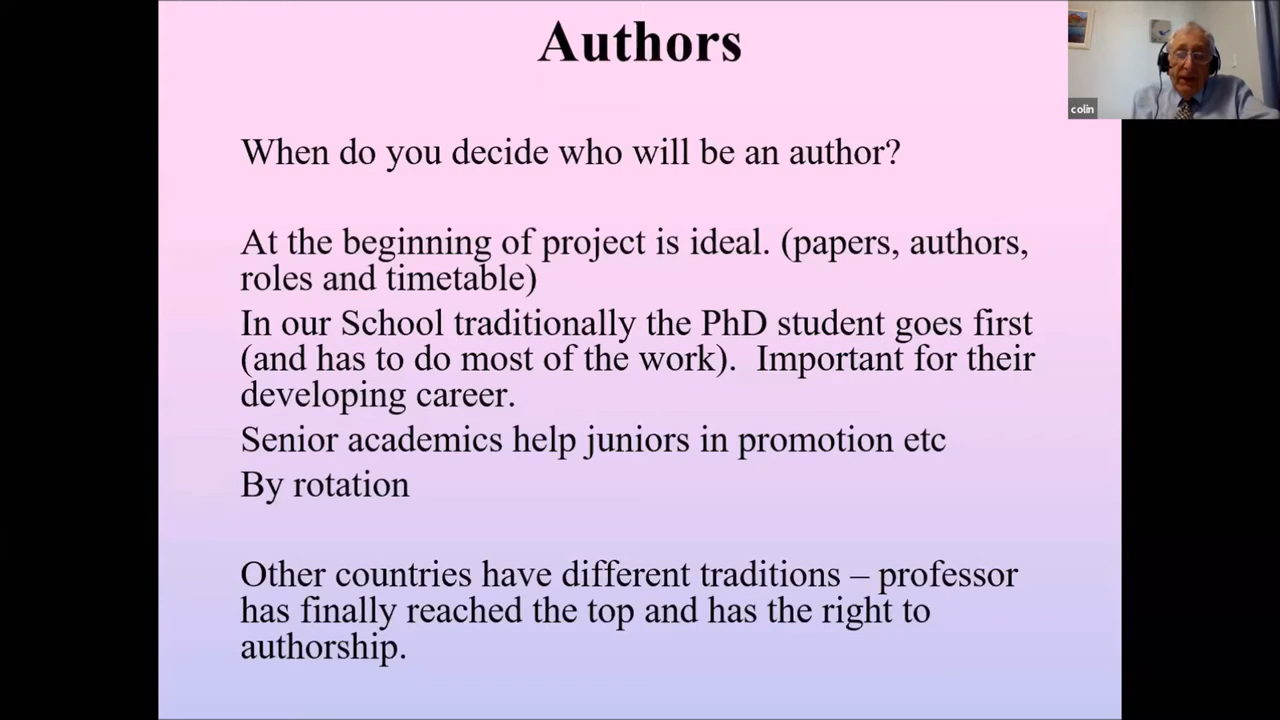 Authors
colin
When do you decide who will be an author?
At the beginning of project is ideal. (papers, authors,
roles and timetable)
In our School traditionally the PhD student goes first
(and has to do most of the work).  Important for their
developing career.
Senior academics help juniors in promotion etc
By rotation
Other countries have different traditions – professor
has finally reached the top and has the right to
authorship.